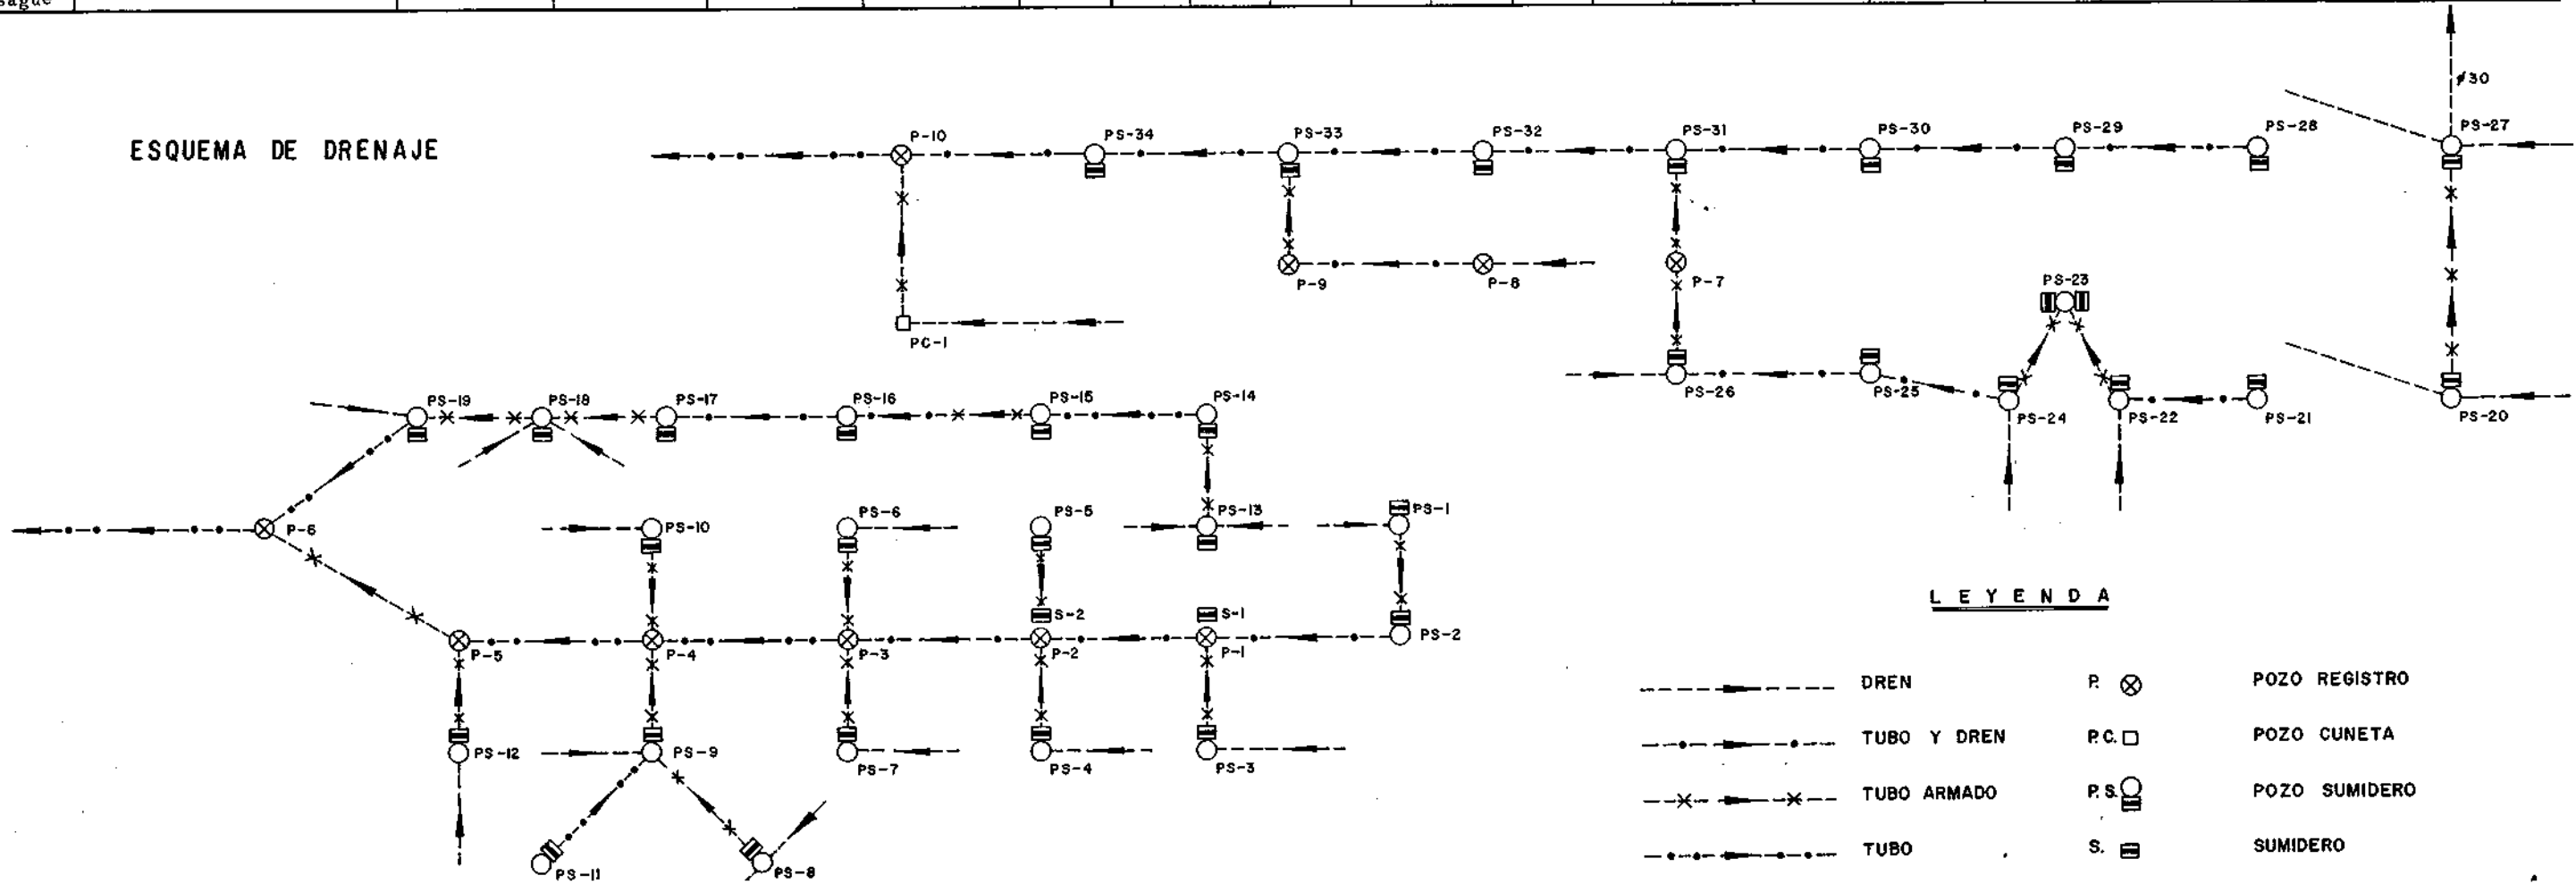 sague
ø30
ESQUEMA DE DRENAJE
P-10
PS-34
PS-33
PS-32
PS-31
PS-30
PS-29
PS-28
PS-27
P-9
P-8
P-7
PS-23
PC-1
PS-26
PS-25
PS-24
PS-22
PS-21
PS-20
PS-19
PS-18
PS-17
PS-16
PS-15
PS-14
P-6
PS-10
PS-6
PS-5
PS-13
PS-1
S-2
S-1
PS-2
P-5
P-4
P-3
P-2
P-1
PS-12
PS-9
PS-7
PS-4
PS-3
PS-11
PS-8
LEYENDA
DREN P. POZO REGISTRO
TUBO Y DREN P.C. POZO CUNETA
TUBO ARMADO P.S. POZO SUMIDERO
TUBO S. SUMIDERO